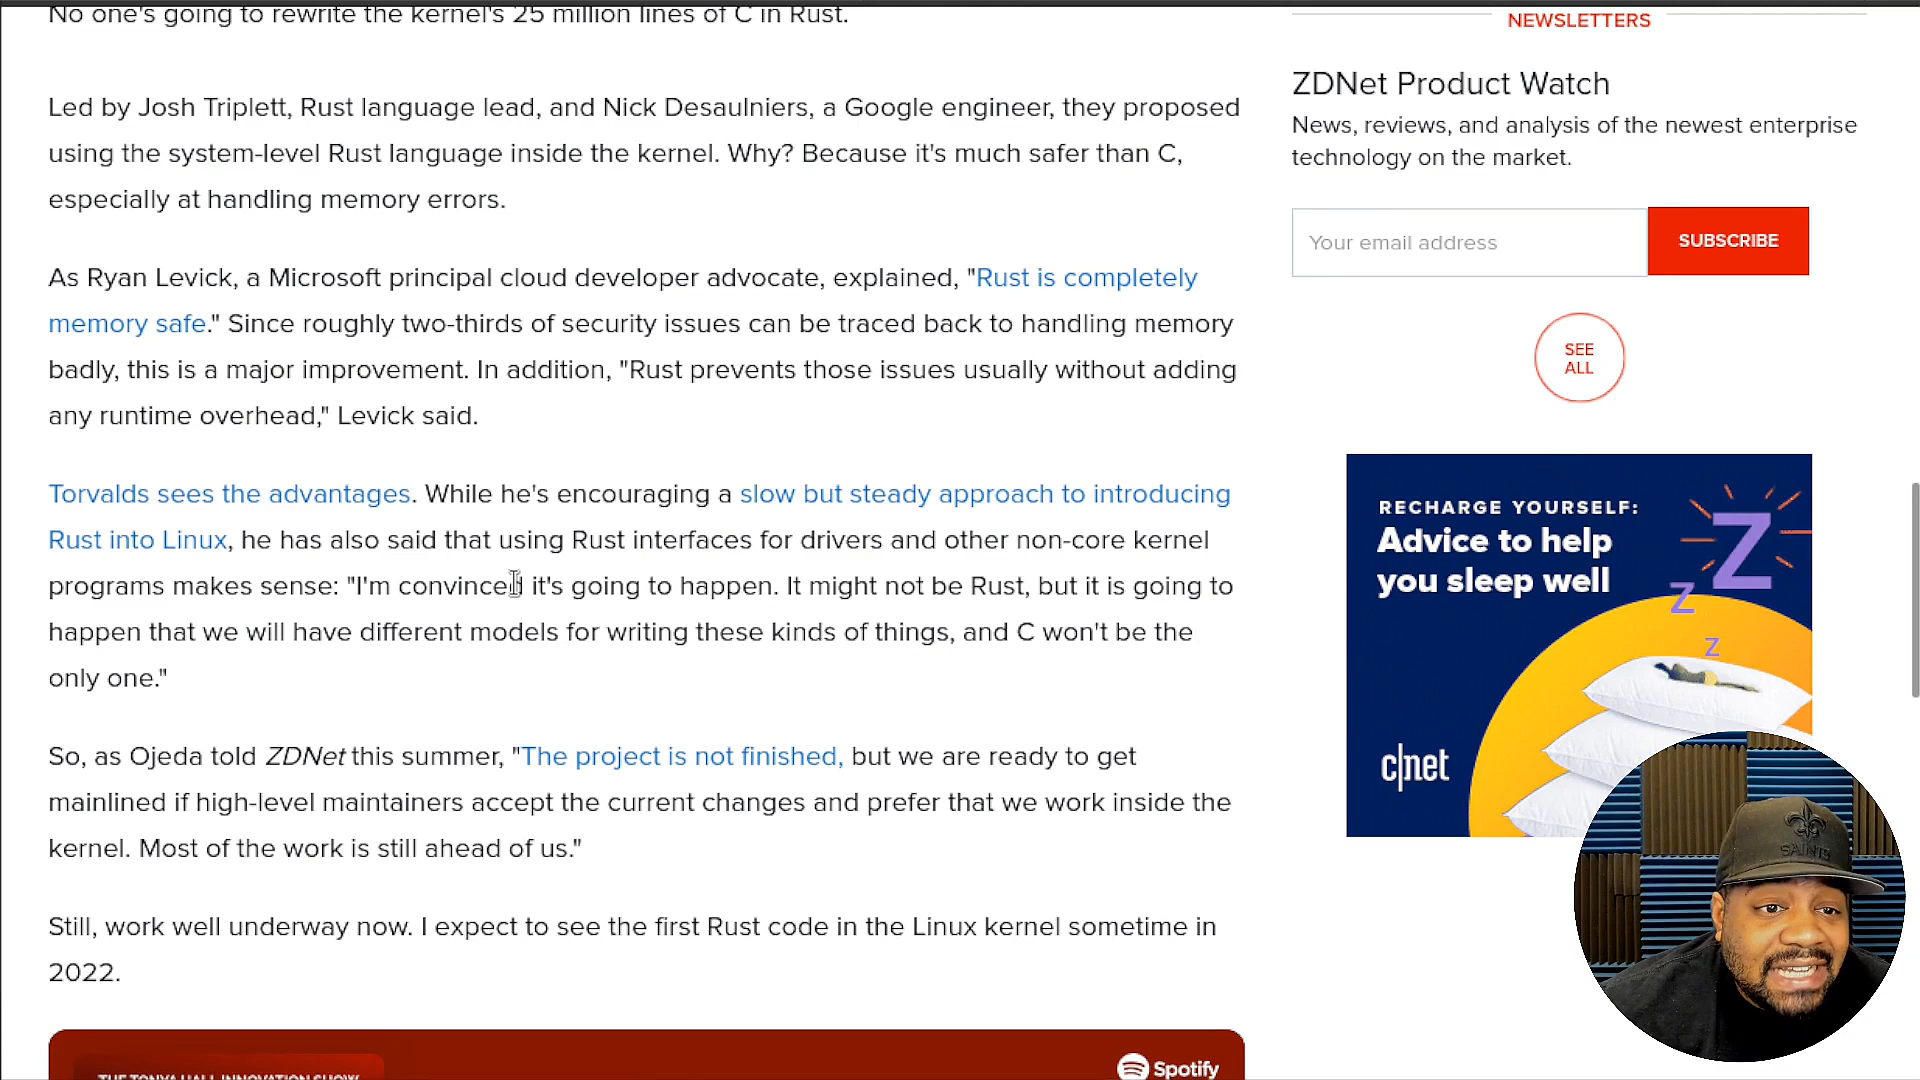 No one's going to rewrite the kernel's 25 million lines of C in Rust.
Led by Josh Triplett, Rust language lead, and Nick Desaulniers, a Google engineer, they proposed
using the system-level Rust language inside the kernel. Why? Because it's much safer than C,
especially at handling memory errors.
As Ryan Levick, a Microsoft principal cloud developer advocate, explained, "Rust is completely
memory safe." Since roughly two-thirds of security issues can be traced back to handling memory
badly, this is a major improvement. In addition, "Rust prevents those issues usually without adding
any runtime overhead," Levick said.
Torvalds sees the advantages. While he's encouraging a slow but steady approach to introducing
Rust into Linux, he has also said that using Rust interfaces for drivers and other non-core kernel
programs makes sense: "I'm convinced it's going to happen. It might not be Rust, but it is going to
happen that we will have different models for writing these kinds of things, and C won't be the
only one."
So, as Ojeda told ZDNet this summer, "The project is not finished, but we are ready to get
mainlined if high-level maintainers accept the current changes and prefer that we work inside the
kernel. Most of the work is still ahead of us."
Still, work well underway now. I expect to see the first Rust code in the Linux kernel sometime in
2022.
THE TONYA HALL INNOVATION SHOW
Spotify
NEWSLETTERS
ZDNet Product Watch
News, reviews, and analysis of the newest enterprise
technology on the market.
Your email address
SUBSCRIBE
SEE
ALL
RECHARGE YOURSELF:
Advice to help
you sleep well
Z
Z
Z
c|net
SAINTS